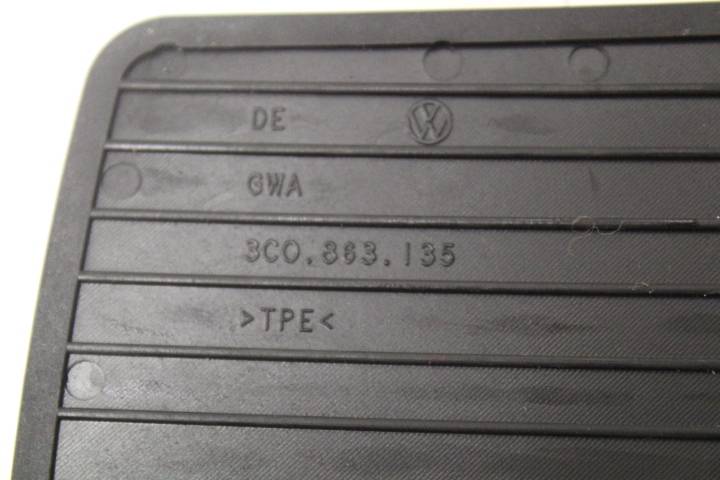 DE
GWA
3C0.863.135
>TPE<